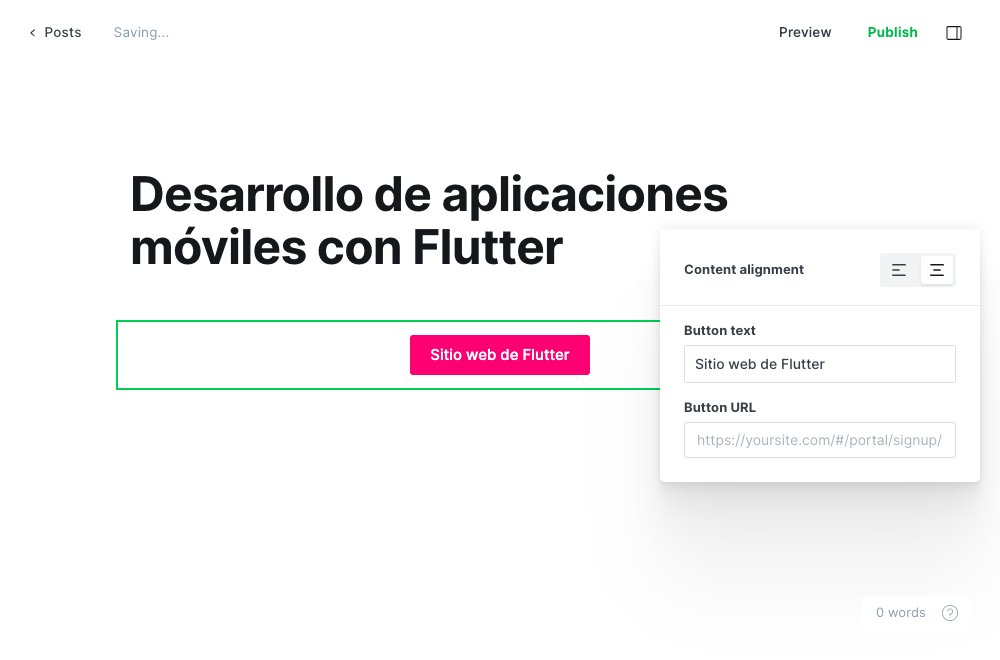 Posts
Saving...
Preview
Publish
Desarrollo de aplicaciones
móviles con Flutter
Content alignment
Sitio web de Flutter
Button text
Sitio web de Flutter
Button URL
https://yoursite.com/#/portal/signup/
0 words
?